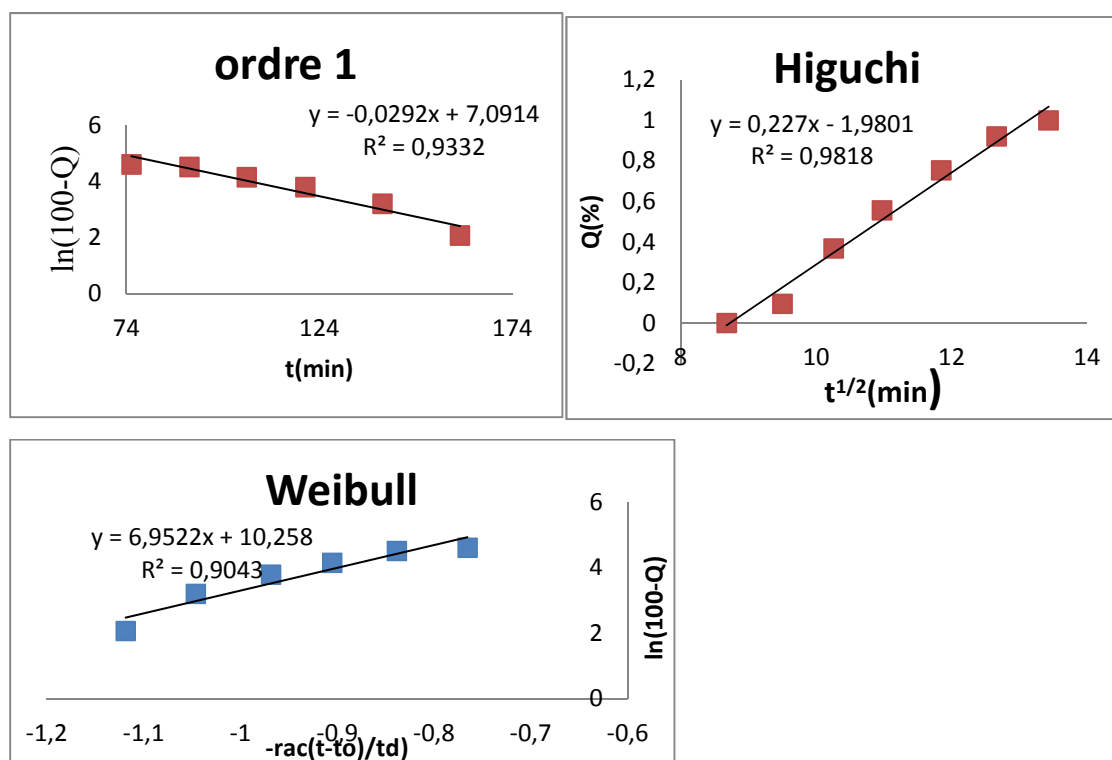 ordre 1
y = -0,0292x + 7,0914
R² = 0,9332
6
4
2
0
74
124
174
ln(100-Q)
t(min)
Higuchi
y = 0,227x - 1,9801
R² = 0,9818
1,2
1
0,8
0,6
0,4
0,2
0
-0,2
8
10
12
14
Q(%)
t1/2(min)
Weibull
y = 6,9522x + 10,258
R² = 0,9043
6
4
2
0
ln(100-Q)
-1,2
-1,1
-1
-0,9
-0,8
-0,7
-0,6
-rac(t-to)/td)